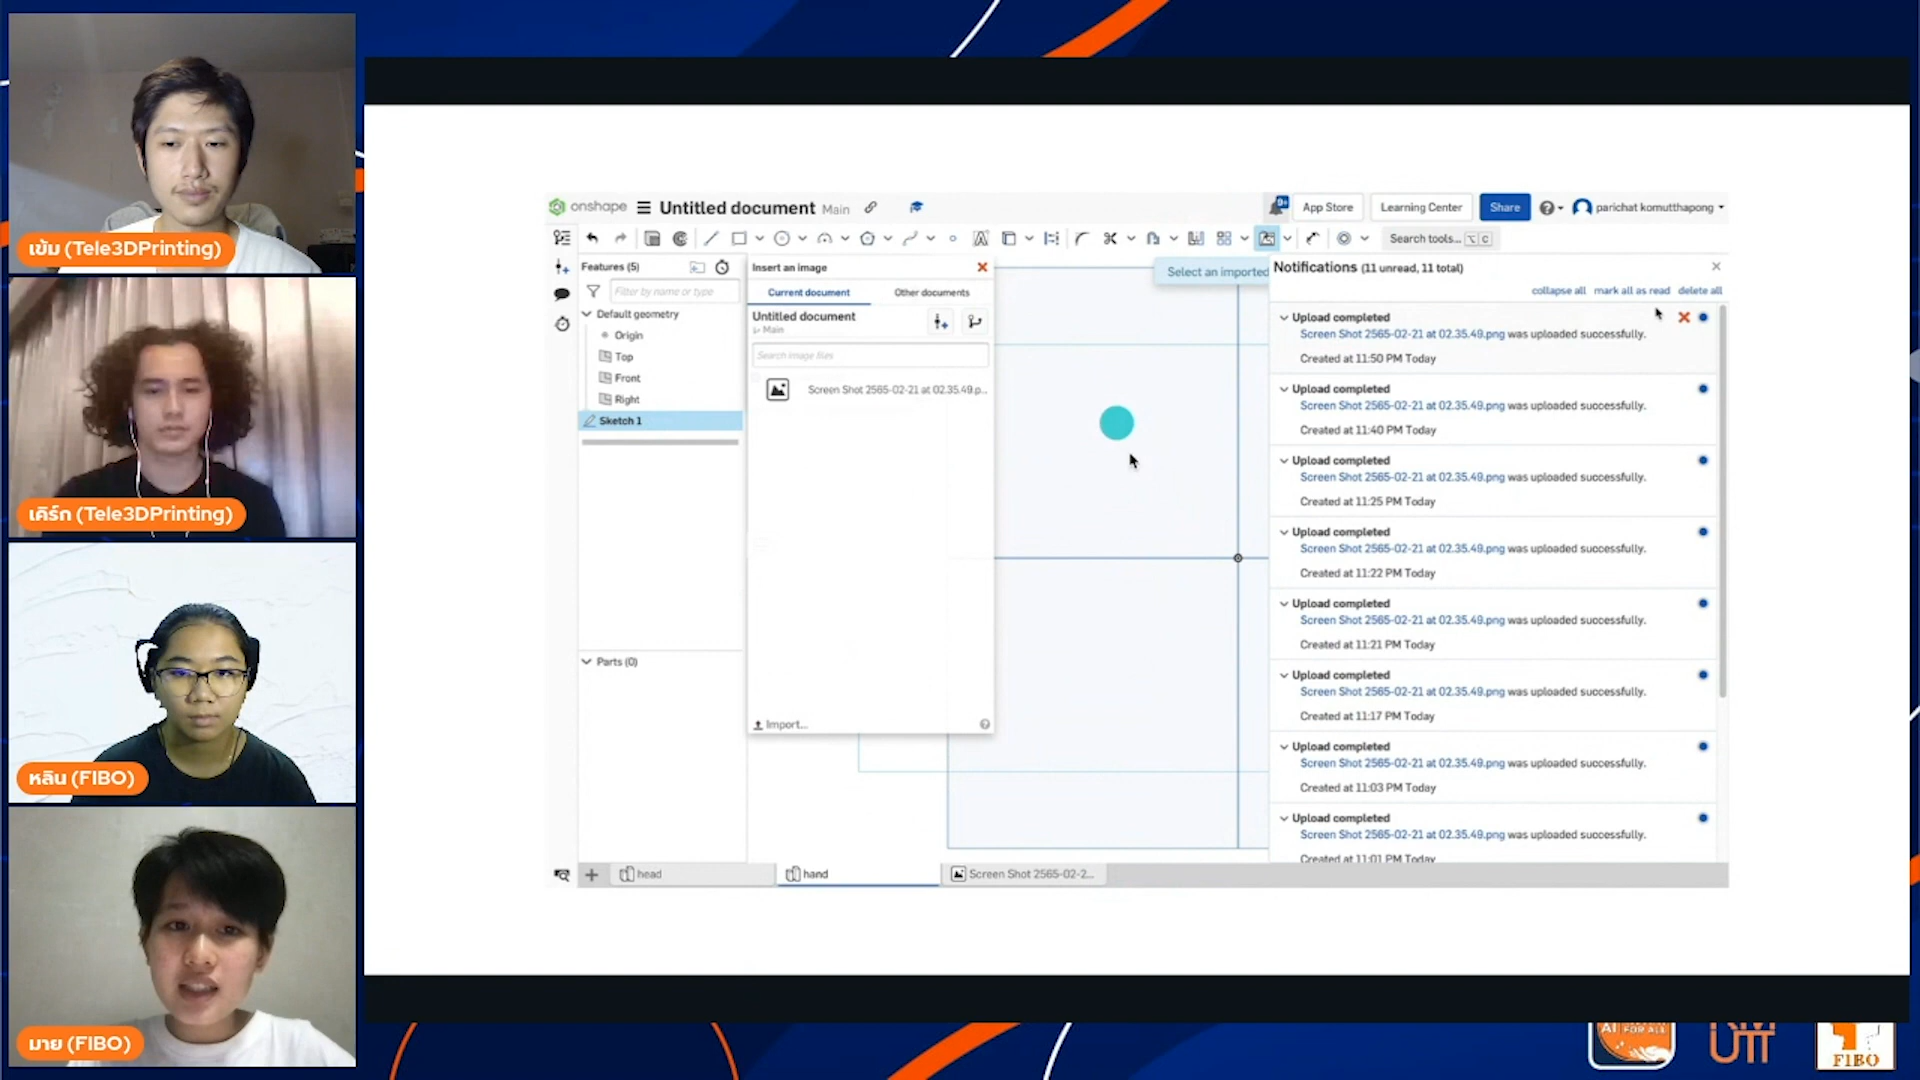 เข้ม (Tele3DPrinting)
เคิร์ก (Tele3DPrinting)
หลิน (FIBO)
มาย (FIBO)
onshape
Untitled document Main
App Store
Learning Center
Share
parichat komutthapong
Search tools...
Features (5)
Filter by name or type
Default geometry
Origin
Top
Front
Right
Sketch 1
Parts (0)
Insert an image
Current document
Other documents
Untitled document
Main
Search image files
Screen Shot 2565-02-21 at 02.35.49.p...
Import...
Select an imported
Notifications (11 unread, 11 total)
collapse all mark all as read delete all
Upload completed
Screen Shot 2565-02-21 at 02.35.49.png was uploaded successfully.
Created at 11:50 PM Today
Upload completed
Screen Shot 2565-02-21 at 02.35.49.png was uploaded successfully.
Created at 11:40 PM Today
Upload completed
Screen Shot 2565-02-21 at 02.35.49.png was uploaded successfully.
Created at 11:25 PM Today
Upload completed
Screen Shot 2565-02-21 at 02.35.49.png was uploaded successfully.
Created at 11:22 PM Today
Upload completed
Screen Shot 2565-02-21 at 02.35.49.png was uploaded successfully.
Created at 11:21 PM Today
Upload completed
Screen Shot 2565-02-21 at 02.35.49.png was uploaded successfully.
Created at 11:17 PM Today
Upload completed
Screen Shot 2565-02-21 at 02.35.49.png was uploaded successfully.
Created at 11:03 PM Today
Upload completed
Screen Shot 2565-02-21 at 02.35.49.png was uploaded successfully.
Created at 11:01 PM Today
head
hand
Screen Shot 2565-02-2...
FOR ALL
FIBO